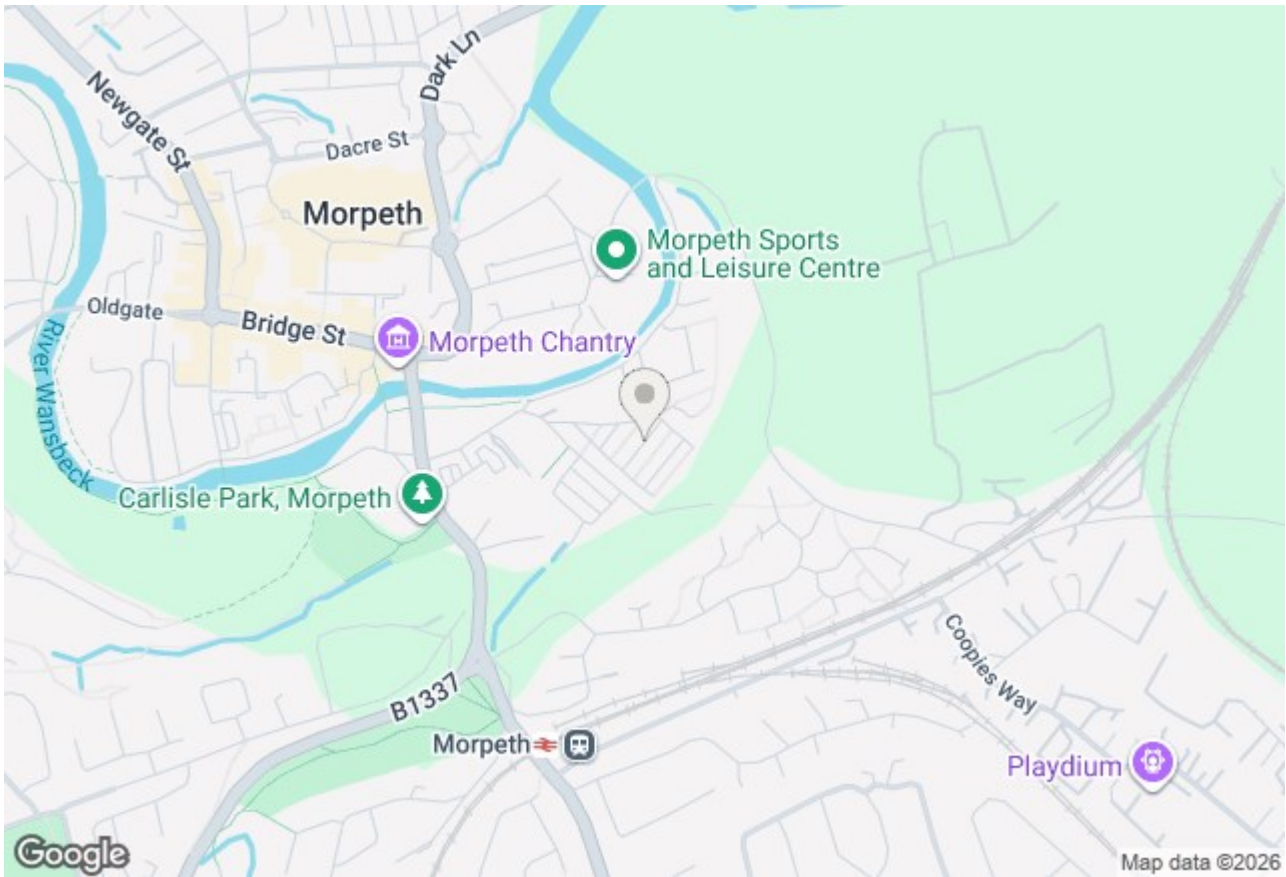 Dark Ln
Newgate St
Dacre St
Morpeth
Morpeth Sports
and Leisure Centre
Oldgate
Bridge St
Morpeth Chantry
River Wansbeck
Carlisle Park, Morpeth
Coopies Way
B1337
Morpeth
Playdium
Google
Map data ©2026